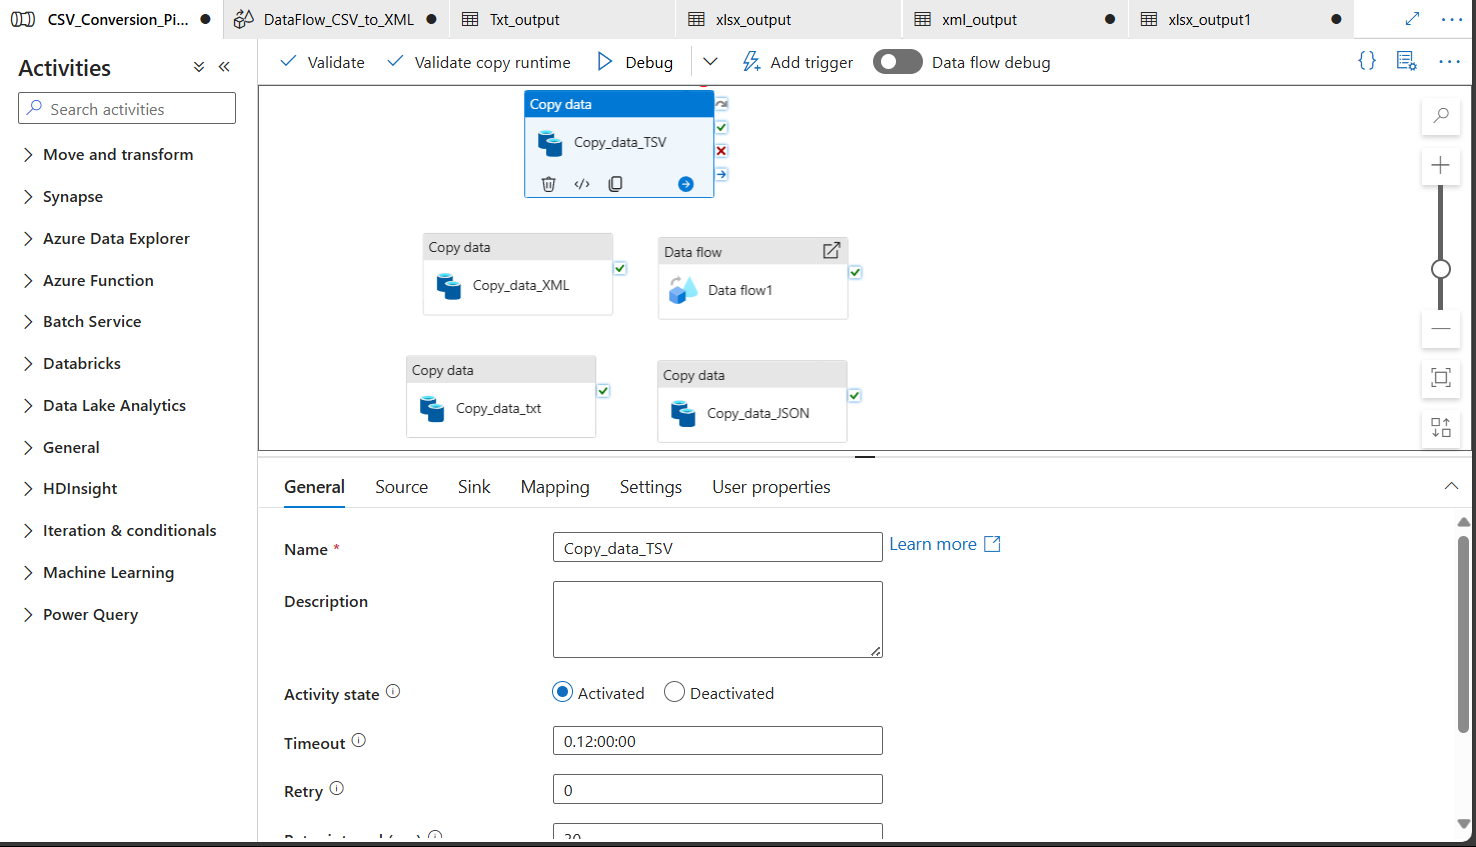 CSV_Conversion_Pi...
DataFlow_CSV_to_XML
Txt_output
xlsx_output
xml_output
xlsx_output1
Activities
Validate
Validate copy runtime
Debug
Add trigger
Data flow debug
Search activities
Move and transform
Synapse
Azure Data Explorer
Azure Function
Batch Service
Databricks
Data Lake Analytics
General
HDInsight
Iteration & conditionals
Machine Learning
Power Query
Copy data
Copy_data_TSV
Copy data
Copy_data_XML
Data flow
Data flow1
Copy data
Copy_data_txt
Copy data
Copy_data_JSON
General
Source
Sink
Mapping
Settings
User properties
Name *
Copy_data_TSV
Learn more
Description
Activity state
Activated
Deactivated
Timeout
0.12:00:00
Retry
0